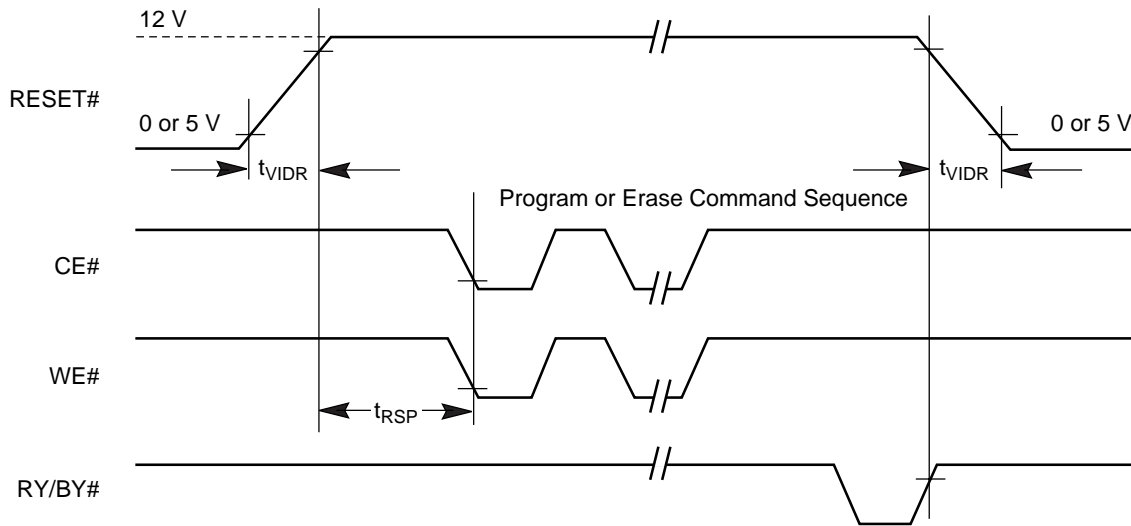 12 V
RESET#
0 or 5 V
0 or 5 V
tVIDR
tVIDR
Program or Erase Command Sequence
CE#
WE#
tRSP
RY/BY#